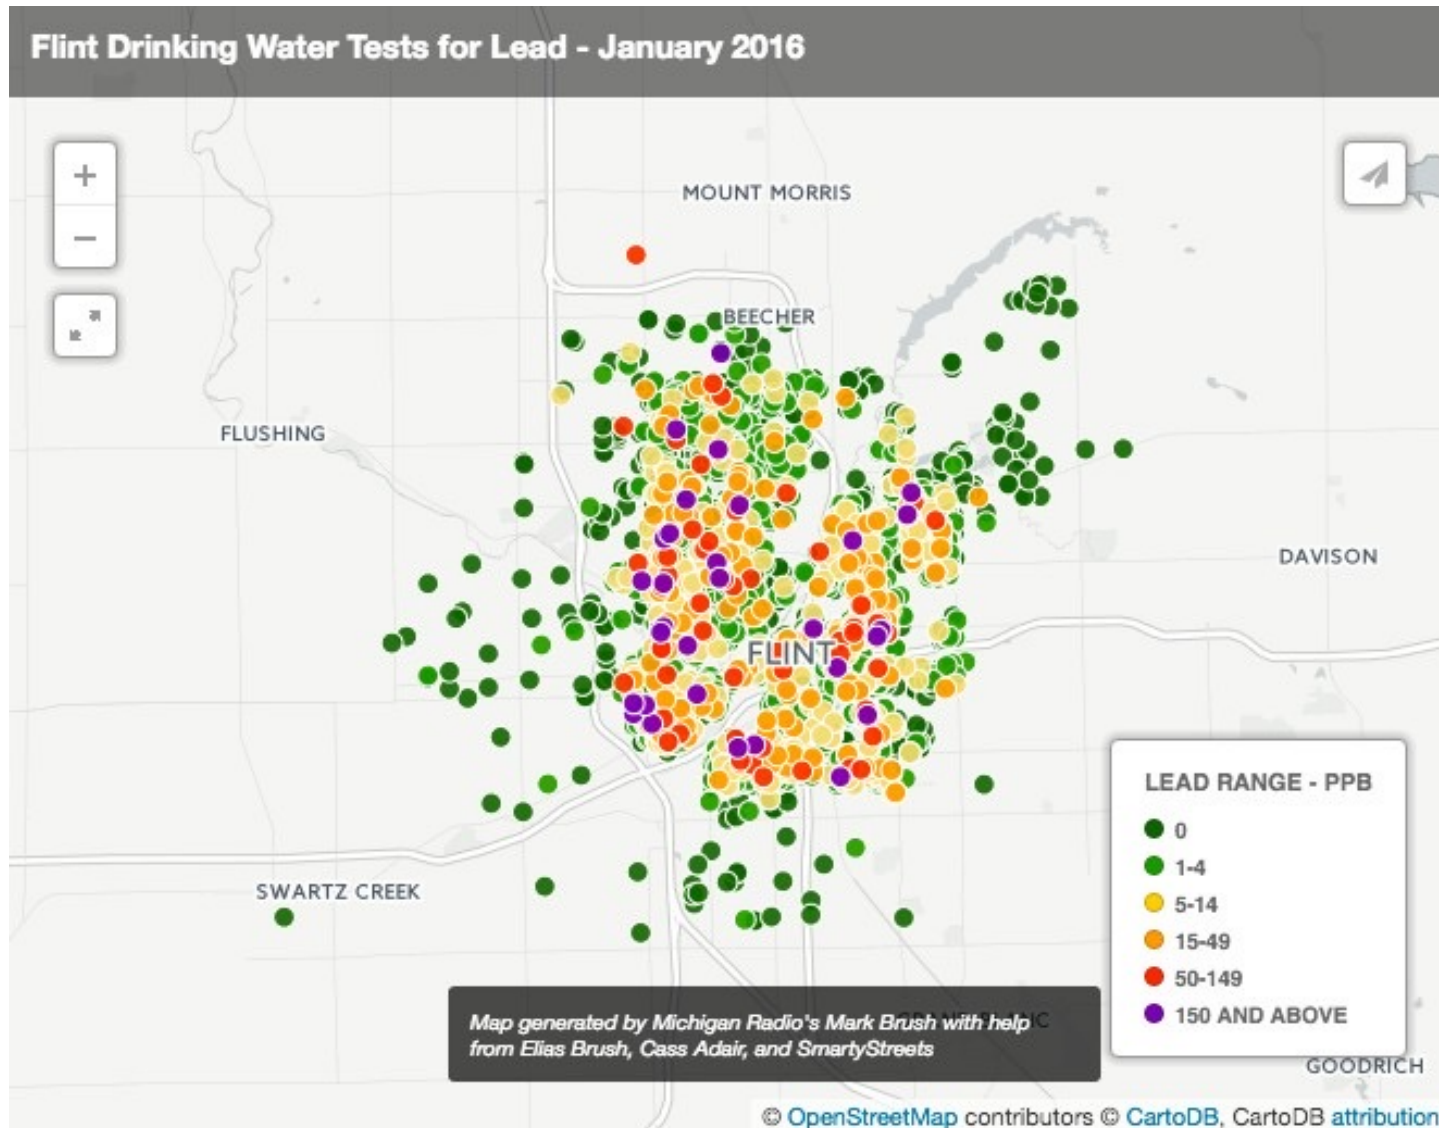 Flint Drinking Water Tests for Lead - January 2016
+
−
MOUNT MORRIS
BEECHER
FLUSHING
DAVISON
FLINT
LEAD RANGE - PPB
0
1-4
5-14
15-49
50-149
150 AND ABOVE
SWARTZ CREEK
Map generated by Michigan Radio's Mark Brush with help
from Elias Brush, Cass Adair, and SmartyStreets
GOODRICH
© OpenStreetMap contributors © CartoDB, CartoDB attribution